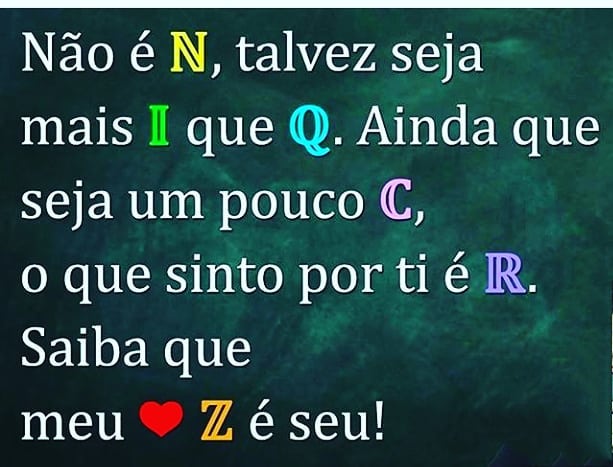 Não é ℕ, talvez seja
mais 𝕀 que ℚ. Ainda que
seja um pouco ℂ,
o que sinto por ti é ℝ.
Saiba que
meu ❤ ℤ é seu!